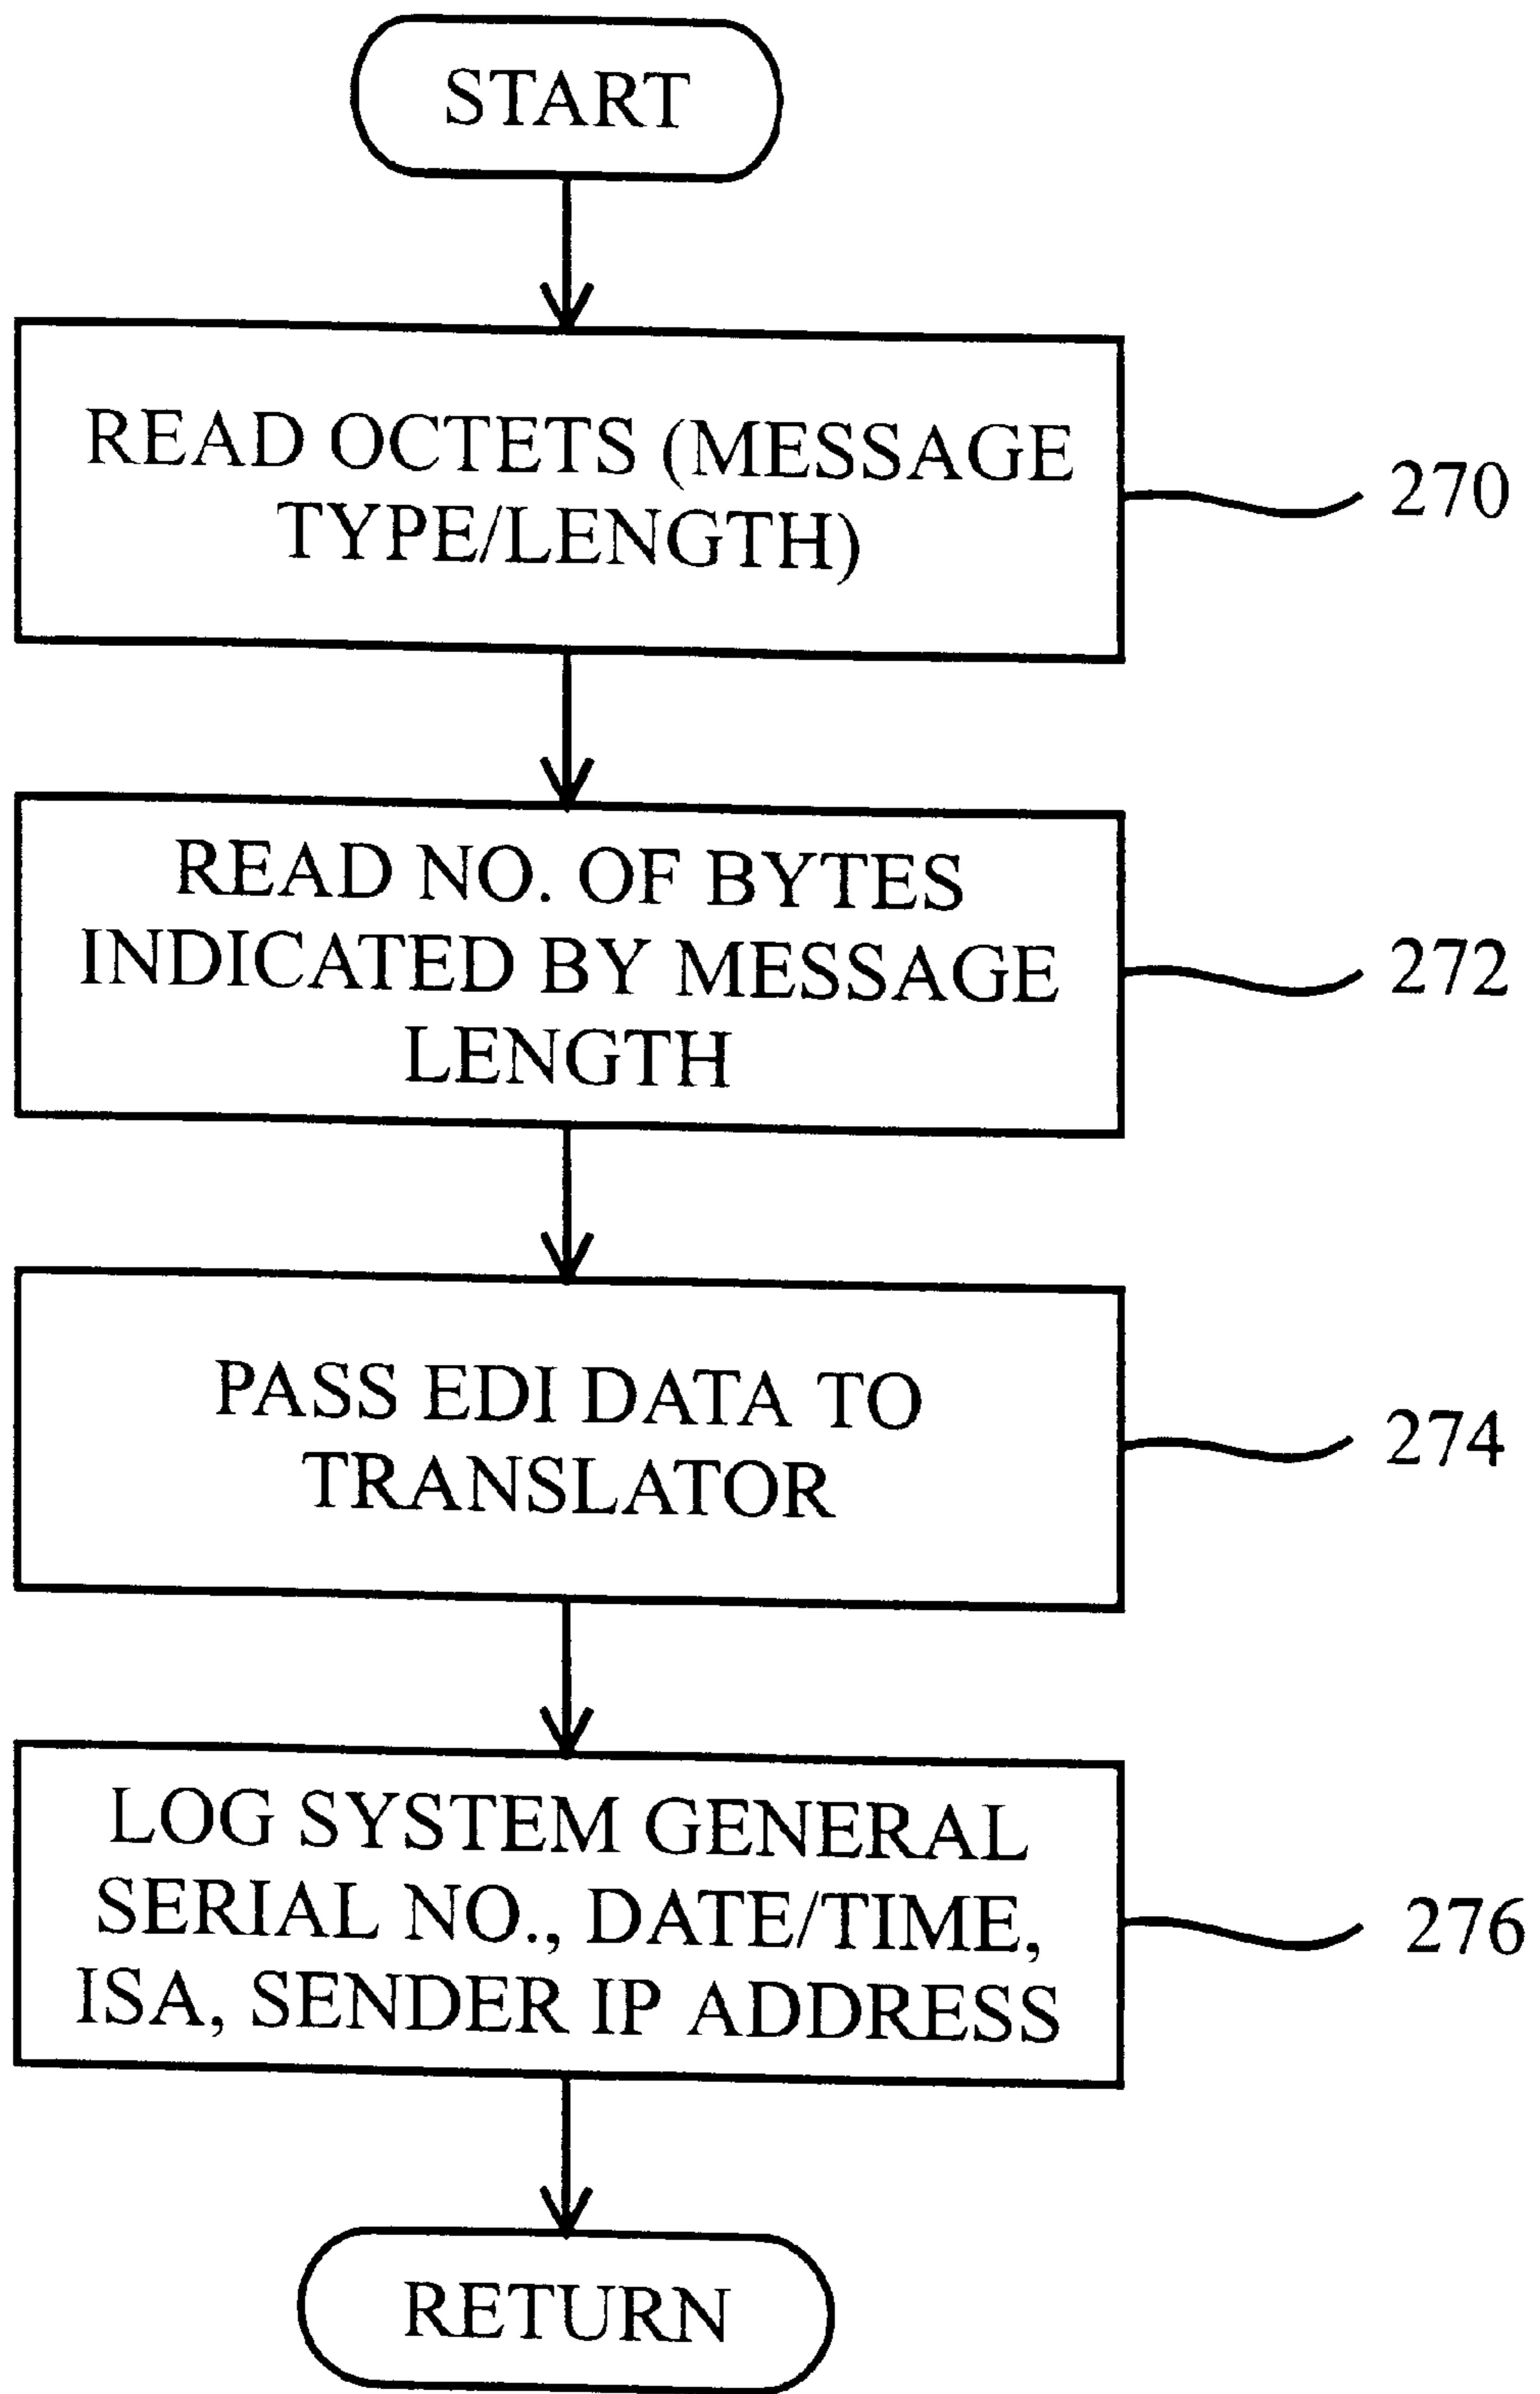 START
READ OCTETS (MESSAGE
TYPE/LENGTH)
270
READ NO. OF BYTES
INDICATED BY MESSAGE
LENGTH
272
PASS EDI DATA TO
TRANSLATOR
274
LOG SYSTEM GENERAL
SERIAL NO., DATE/TIME,
ISA, SENDER IP ADDRESS
276
RETURN